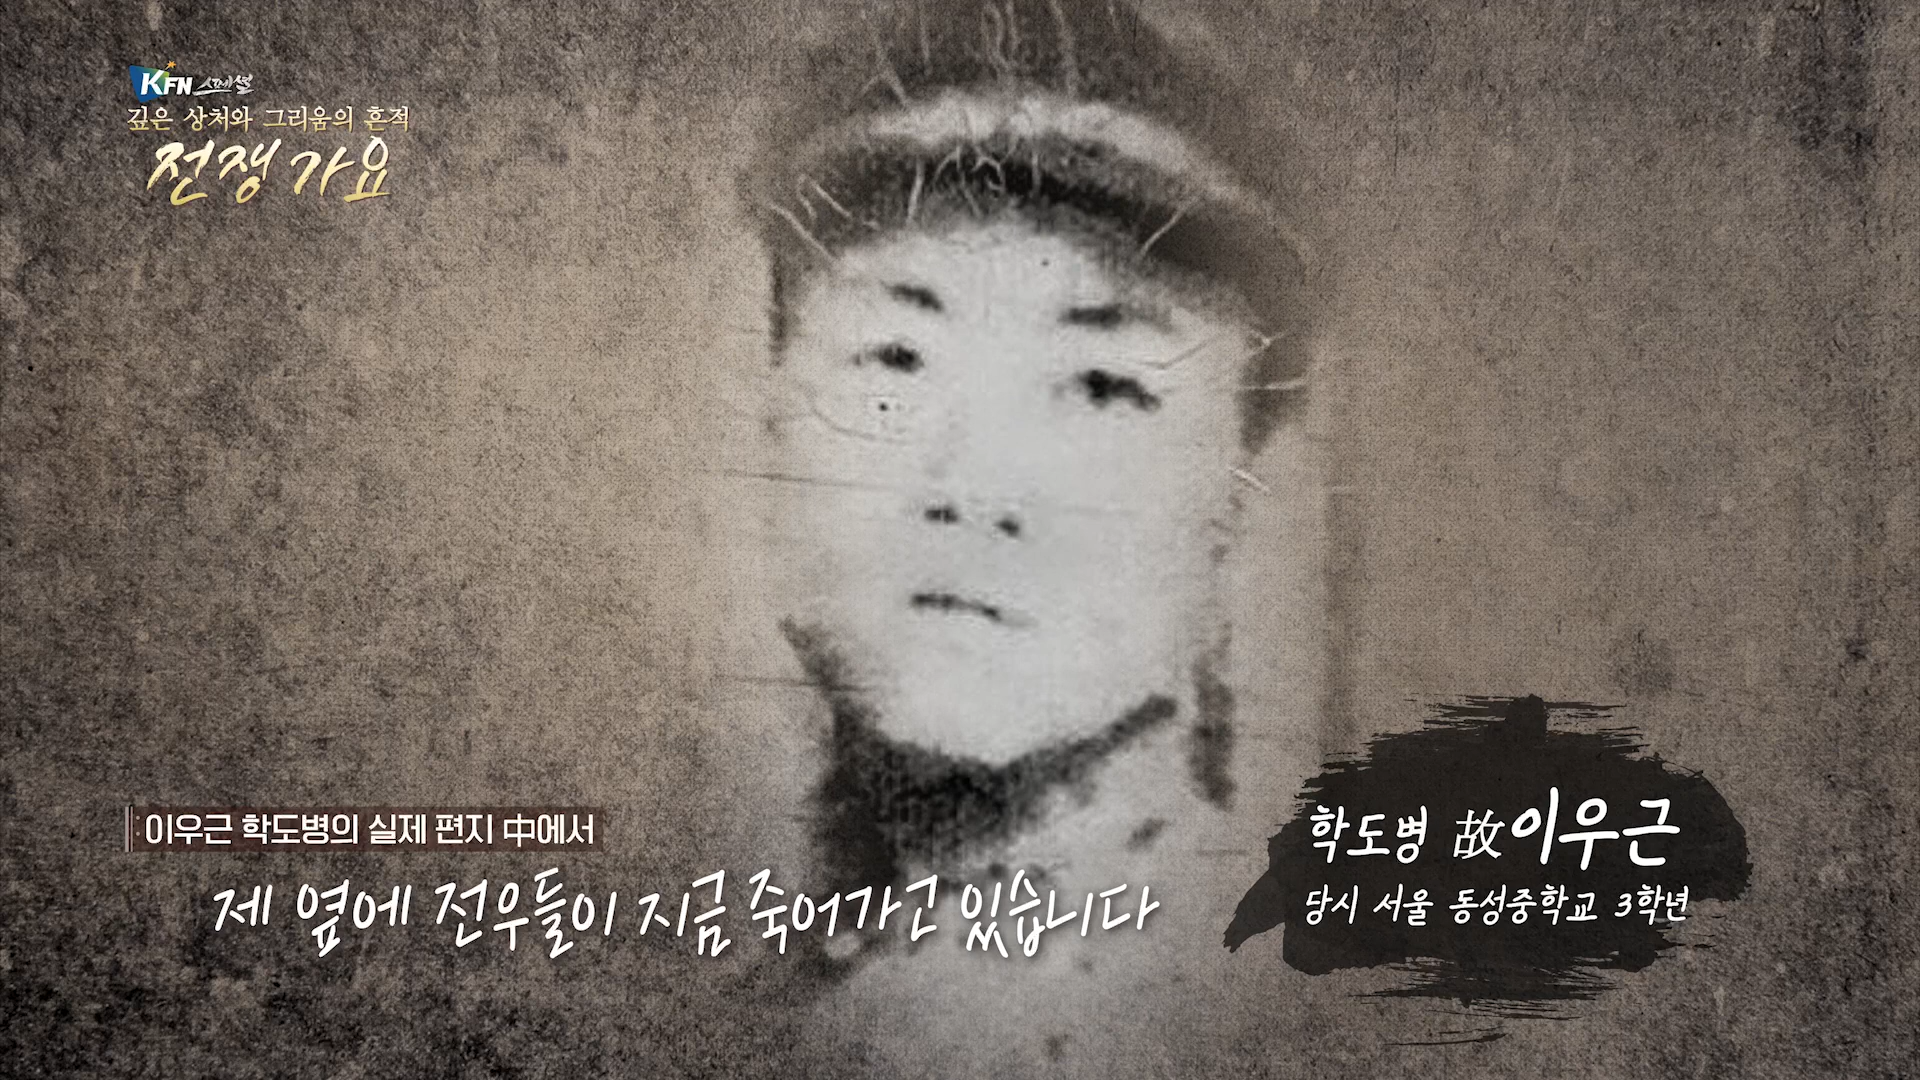 KFN 스페셜
깊은 상처와 그리움의 흔적
전쟁 가요
이우근 학도병의 실제 편지 中에서
제 옆에 전우들이 지금 죽어가고 있습니다
학도병 故이우근
당시 서울 동성중학교 3학년